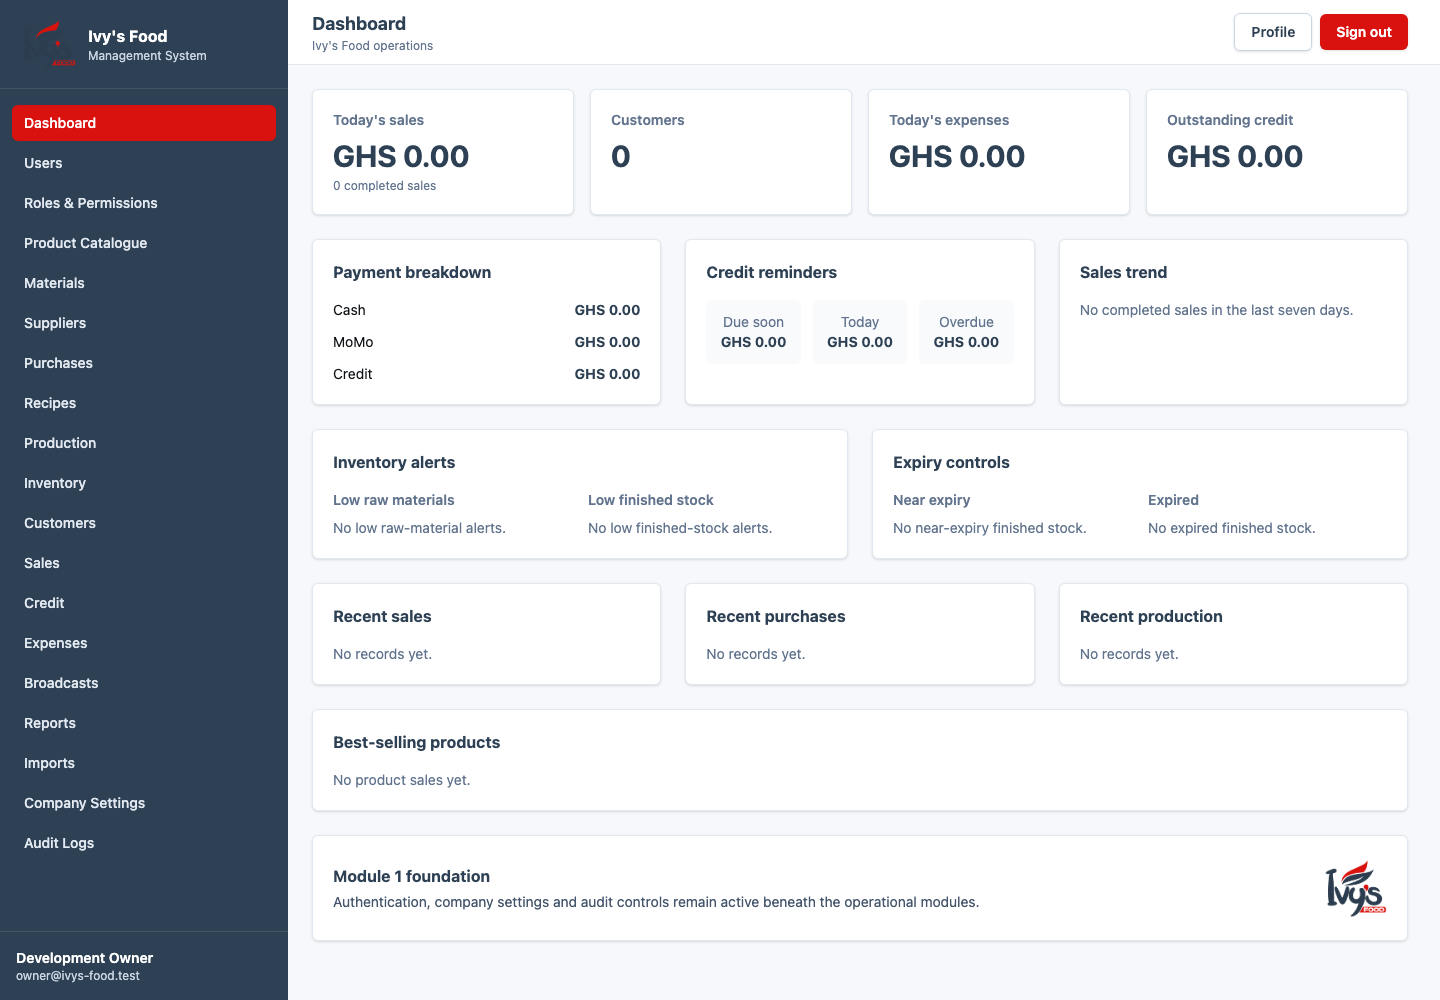 Ivy's Food
Management System
Dashboard
Users
Roles & Permissions
Product Catalogue
Materials
Suppliers
Purchases
Recipes
Production
Inventory
Customers
Sales
Credit
Expenses
Broadcasts
Reports
Imports
Company Settings
Audit Logs
Development Owner
owner@ivys-food.test
Dashboard
Ivy's Food operations
Profile
Sign out
Today's sales
GHS 0.00
0 completed sales
Customers
0
Today's expenses
GHS 0.00
Outstanding credit
GHS 0.00
Payment breakdown
Cash GHS 0.00
MoMo GHS 0.00
Credit GHS 0.00
Credit reminders
Due soon
GHS 0.00
Today
GHS 0.00
Overdue
GHS 0.00
Sales trend
No completed sales in the last seven days.
Inventory alerts
Low raw materials
No low raw-material alerts.
Low finished stock
No low finished-stock alerts.
Expiry controls
Near expiry
No near-expiry finished stock.
Expired
No expired finished stock.
Recent sales
No records yet.
Recent purchases
No records yet.
Recent production
No records yet.
Best-selling products
No product sales yet.
Module 1 foundation
Authentication, company settings and audit controls remain active beneath the operational modules.
Ivy's
FOOD